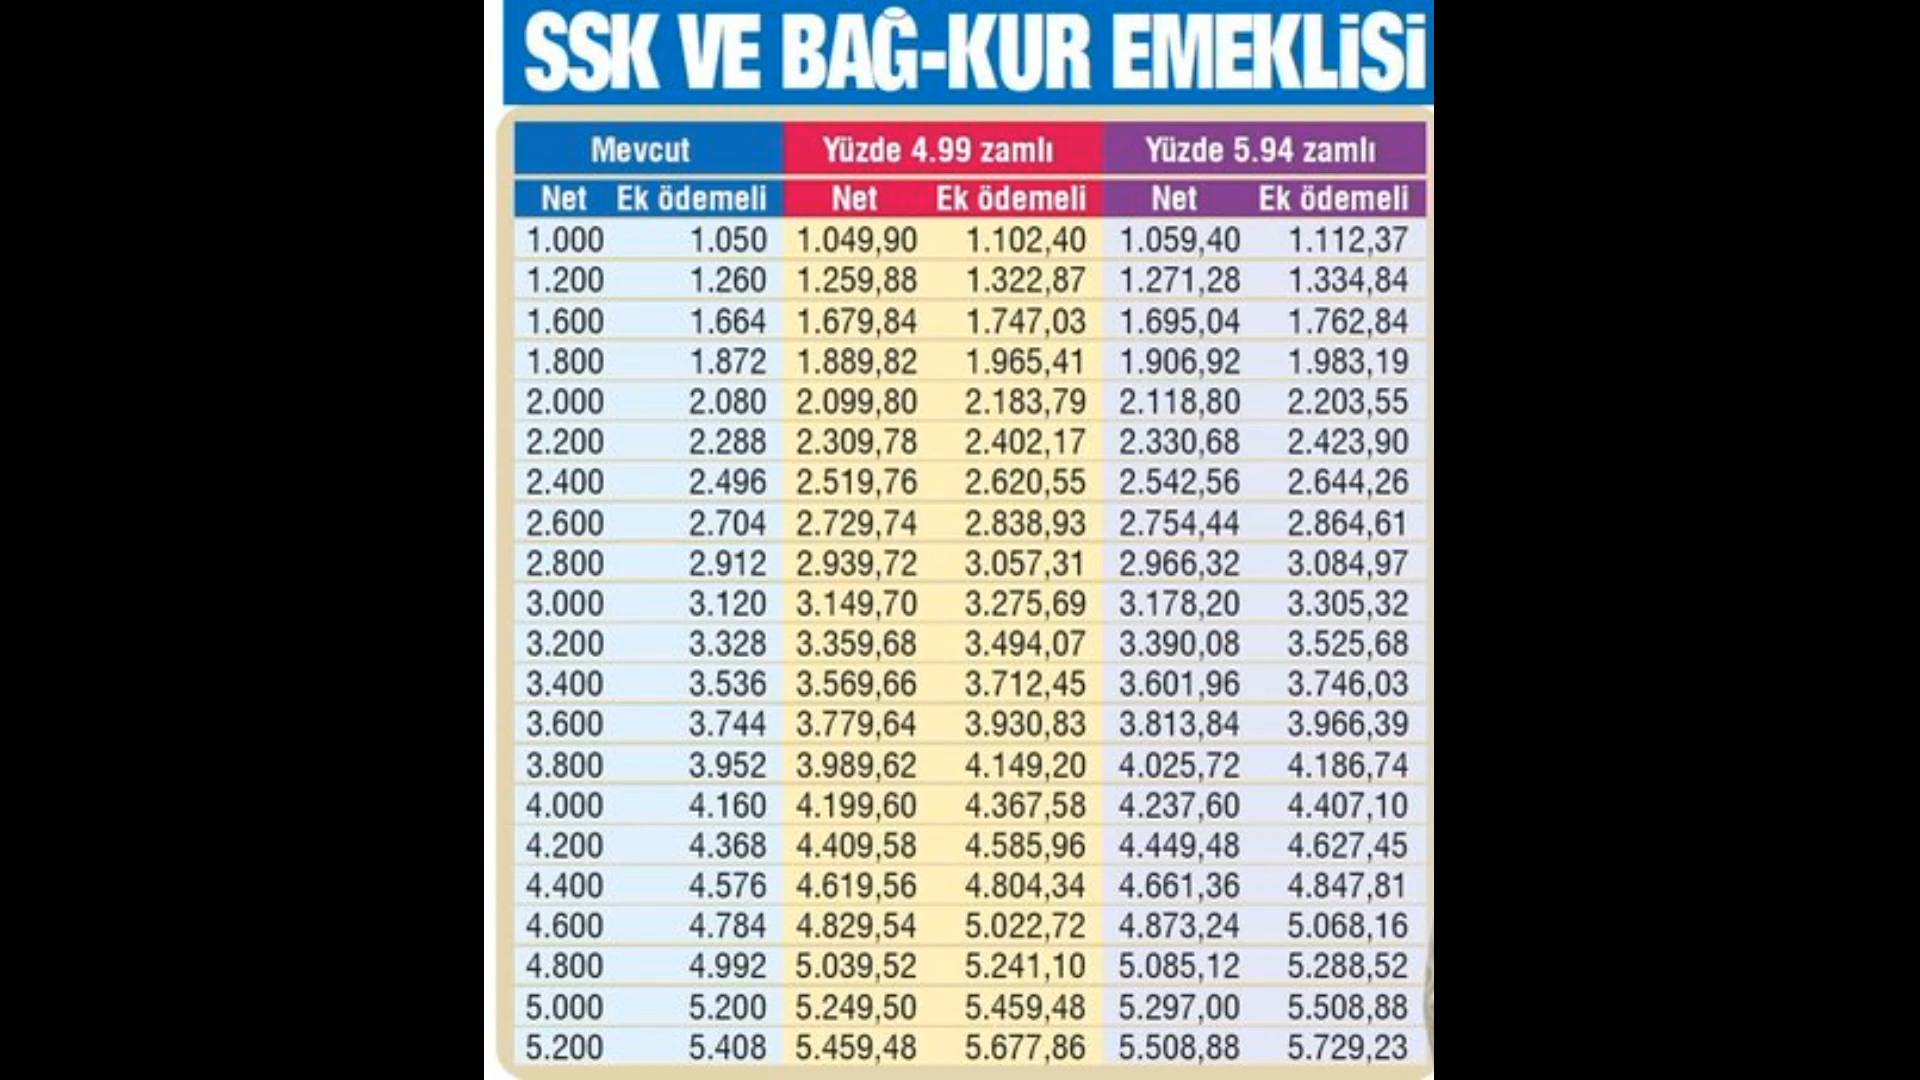 SSK VE BAĞ-KUR EMEKLİSİ
Mevcut Yüzde 4.99 zamlı Yüzde 5.94 zamlı
Net Ek ödemeli Net Ek ödemeli Net Ek ödemeli
1.000 1.050 1.049,90 1.102,40 1.059,40 1.112,37
1.200 1.260 1.259,88 1.322,87 1.271,28 1.334,84
1.600 1.664 1.679,84 1.747,03 1.695,04 1.762,84
1.800 1.872 1.889,82 1.965,41 1.906,92 1.983,19
2.000 2.080 2.099,80 2.183,79 2.118,80 2.203,55
2.200 2.288 2.309,78 2.402,17 2.330,68 2.423,90
2.400 2.496 2.519,76 2.620,55 2.542,56 2.644,26
2.600 2.704 2.729,74 2.838,93 2.754,44 2.864,61
2.800 2.912 2.939,72 3.057,31 2.966,32 3.084,97
3.000 3.120 3.149,70 3.275,69 3.178,20 3.305,32
3.200 3.328 3.359,68 3.494,07 3.390,08 3.525,68
3.400 3.536 3.569,66 3.712,45 3.601,96 3.746,03
3.600 3.744 3.779,64 3.930,83 3.813,84 3.966,39
3.800 3.952 3.989,62 4.149,20 4.025,72 4.186,74
4.000 4.160 4.199,60 4.367,58 4.237,60 4.407,10
4.200 4.368 4.409,58 4.585,96 4.449,48 4.627,45
4.400 4.576 4.619,56 4.804,34 4.661,36 4.847,81
4.600 4.784 4.829,54 5.022,72 4.873,24 5.068,16
4.800 4.992 5.039,52 5.241,10 5.085,12 5.288,52
5.000 5.200 5.249,50 5.459,48 5.297,00 5.508,88
5.200 5.408 5.459,48 5.677,86 5.508,88 5.729,23